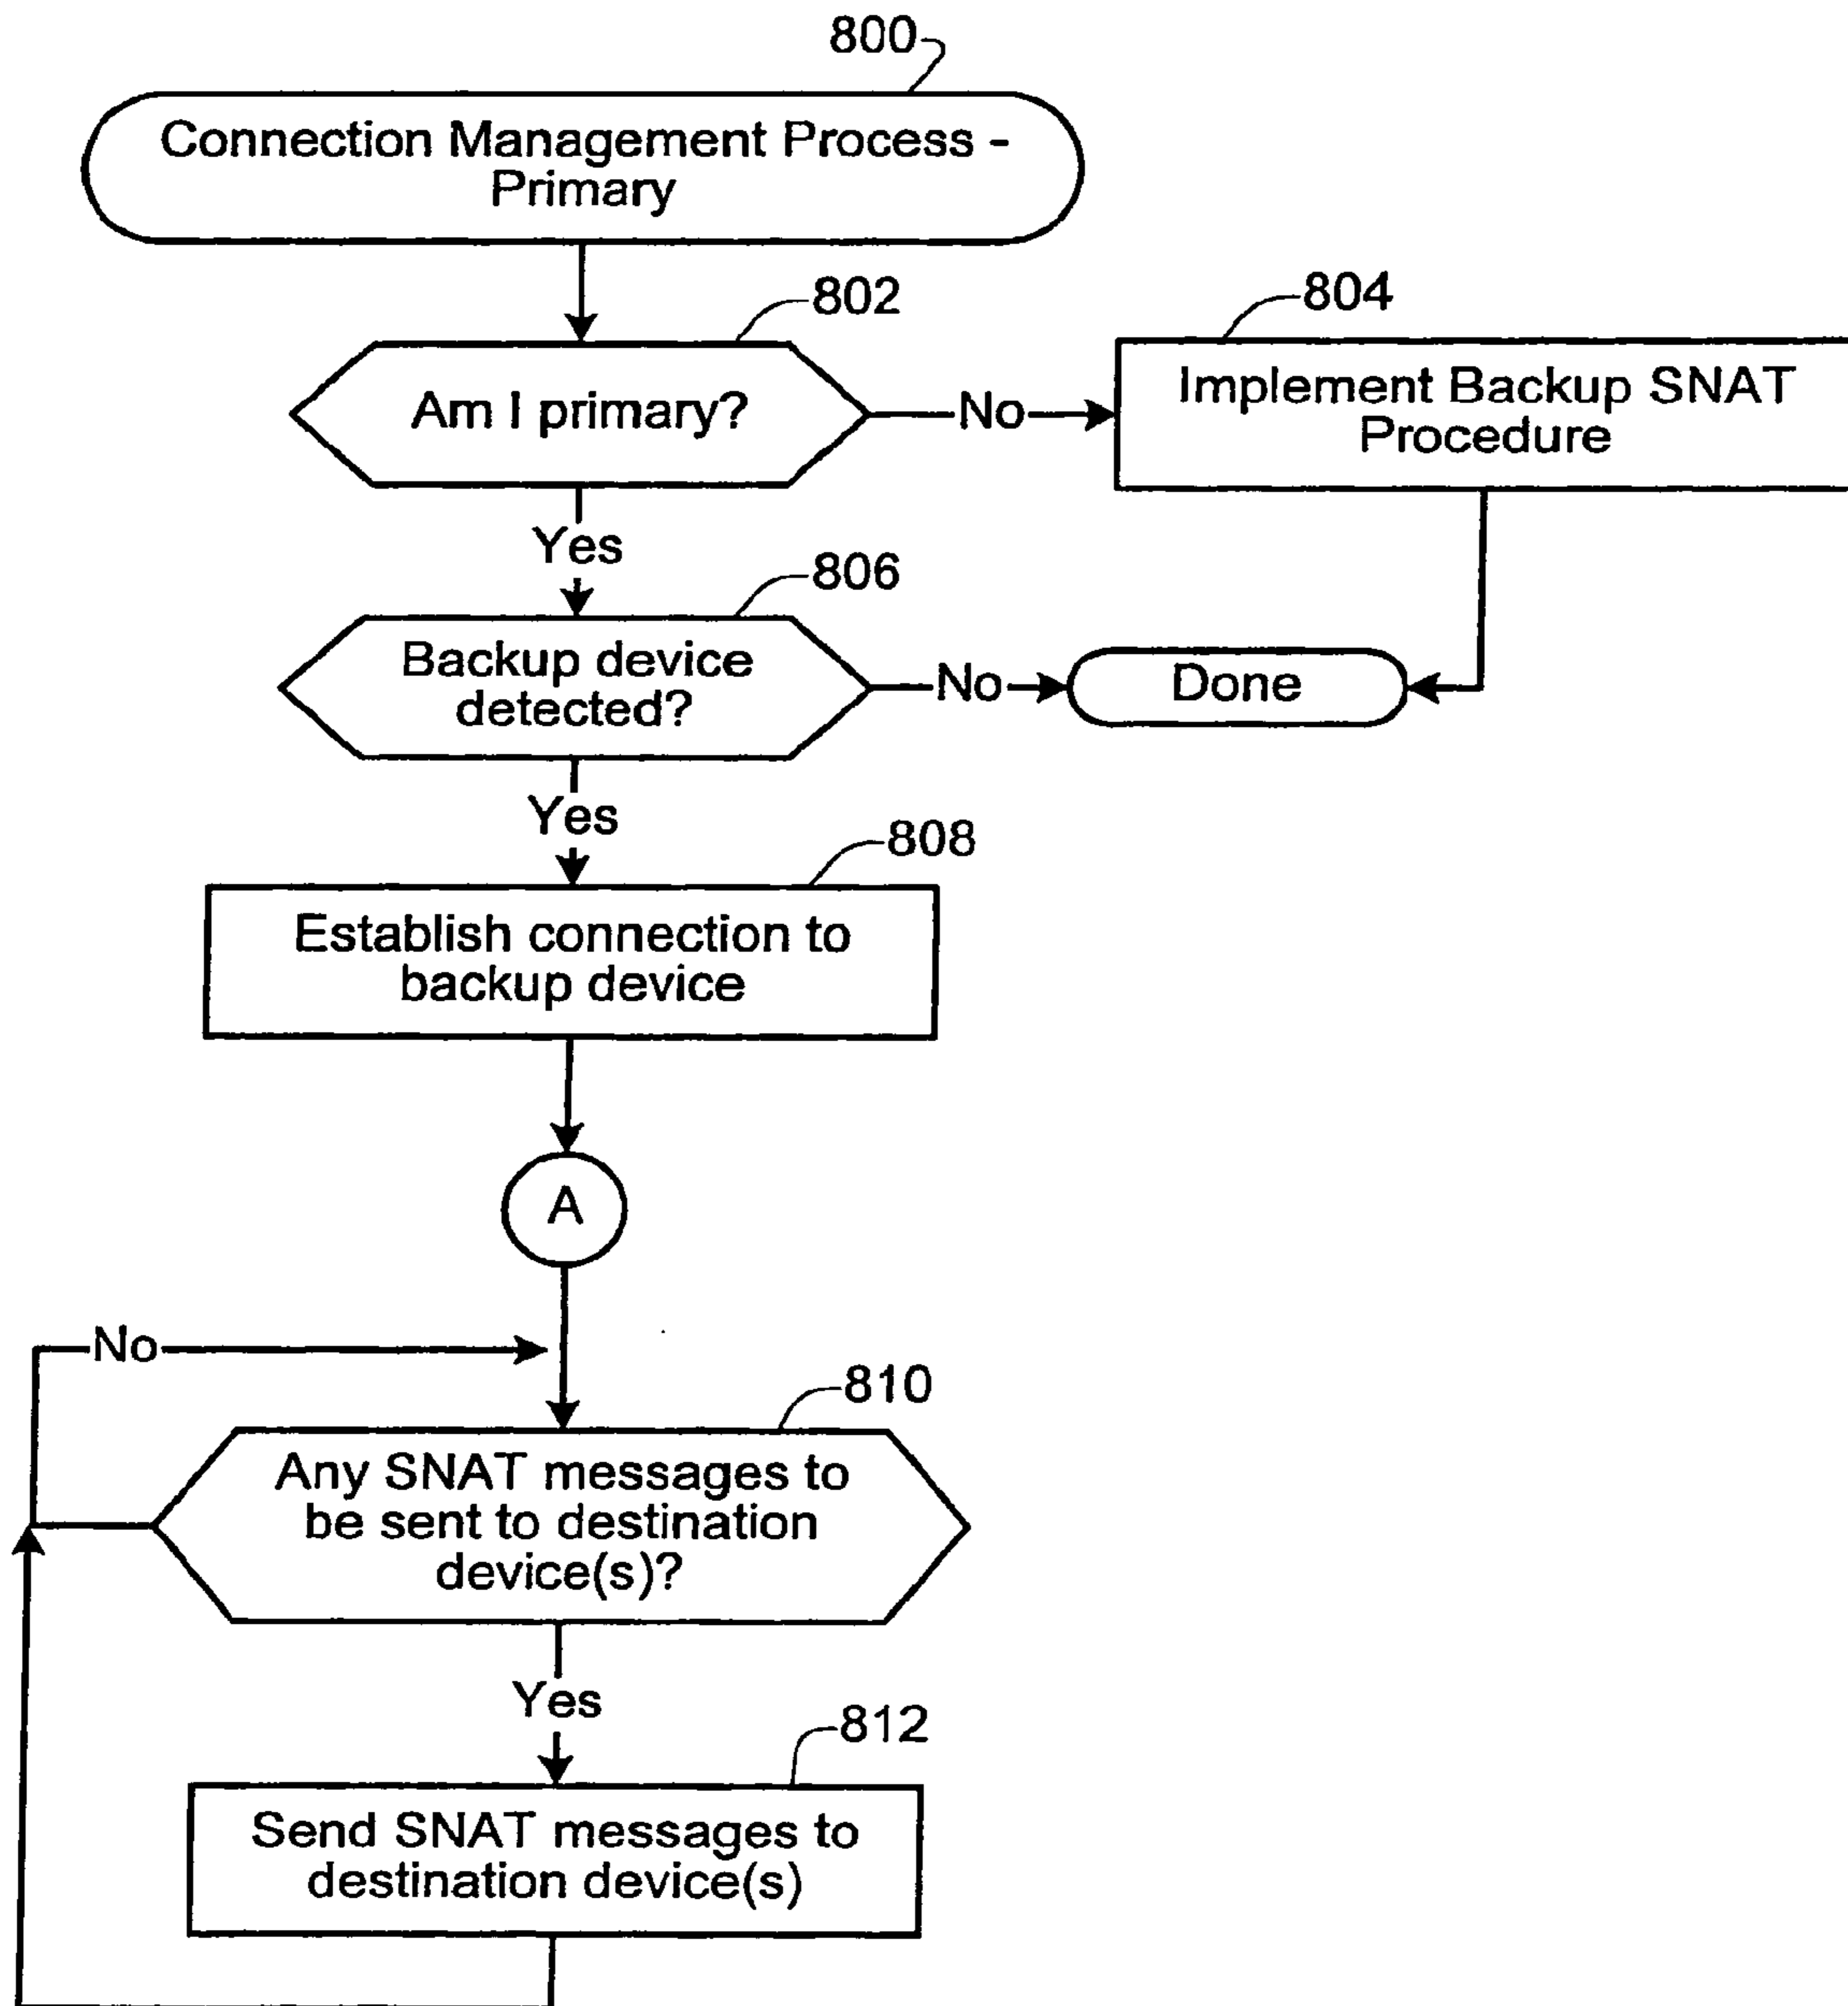 800
Connection Management Process -
Primary
802
Am I primary?
No
804
Implement Backup SNAT
Procedure
Yes
806
Backup device
detected?
No
Done
Yes
808
Establish connection to
backup device
A
No
810
Any SNAT messages to
be sent to destination
device(s)?
Yes
812
Send SNAT messages to
destination device(s)